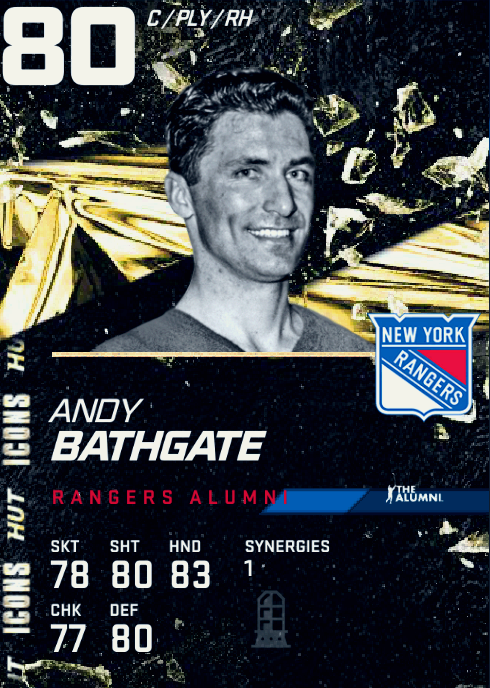 80
C / PLY / RH
NEW YORK
RANGERS
ANDY
BATHGATE
RANGERS ALUMNI
THE
ALUMNI
SKT SHT HND SYNERGIES
78 80 83 1
CHK DEF
77 80
HUT
ICONS
HUT
ICONS